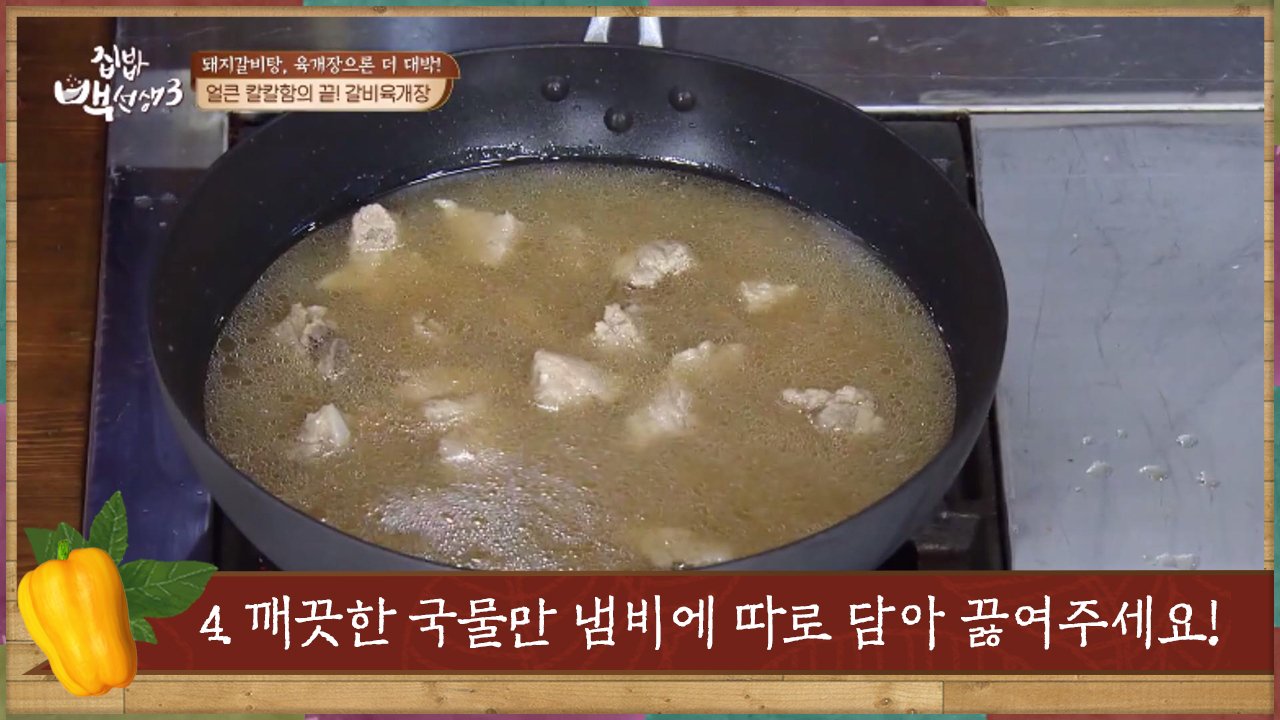 집밥
백선생3
돼지갈비탕, 육개장으론 더 대박!
얼큰 칼칼함의 끝! 갈비육개장
4. 깨끗한 국물만 냄비에 따로 담아 끓여주세요!